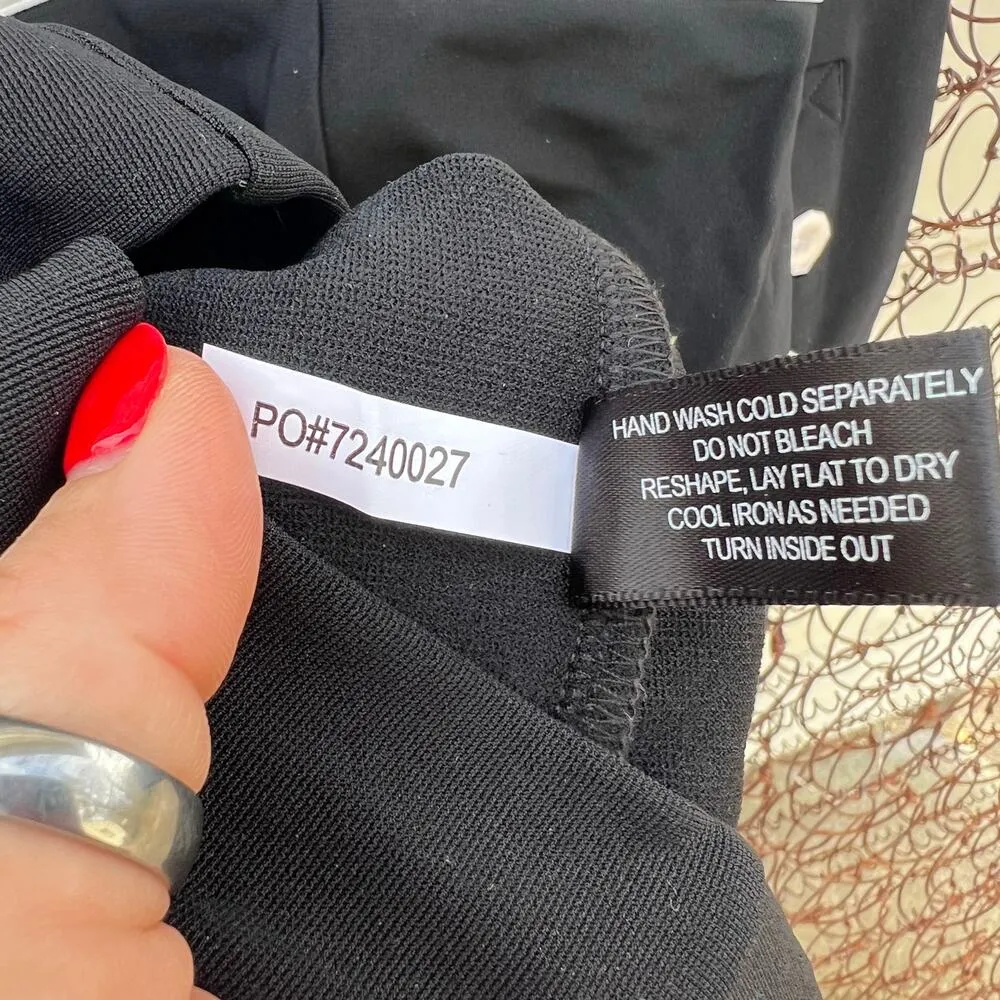 PO#7240027
HAND WASH COLD SEPARATELY
DO NOT BLEACH
RESHAPE, LAY FLAT TO DRY
COOL IRON AS NEEDED
TURN INSIDE OUT